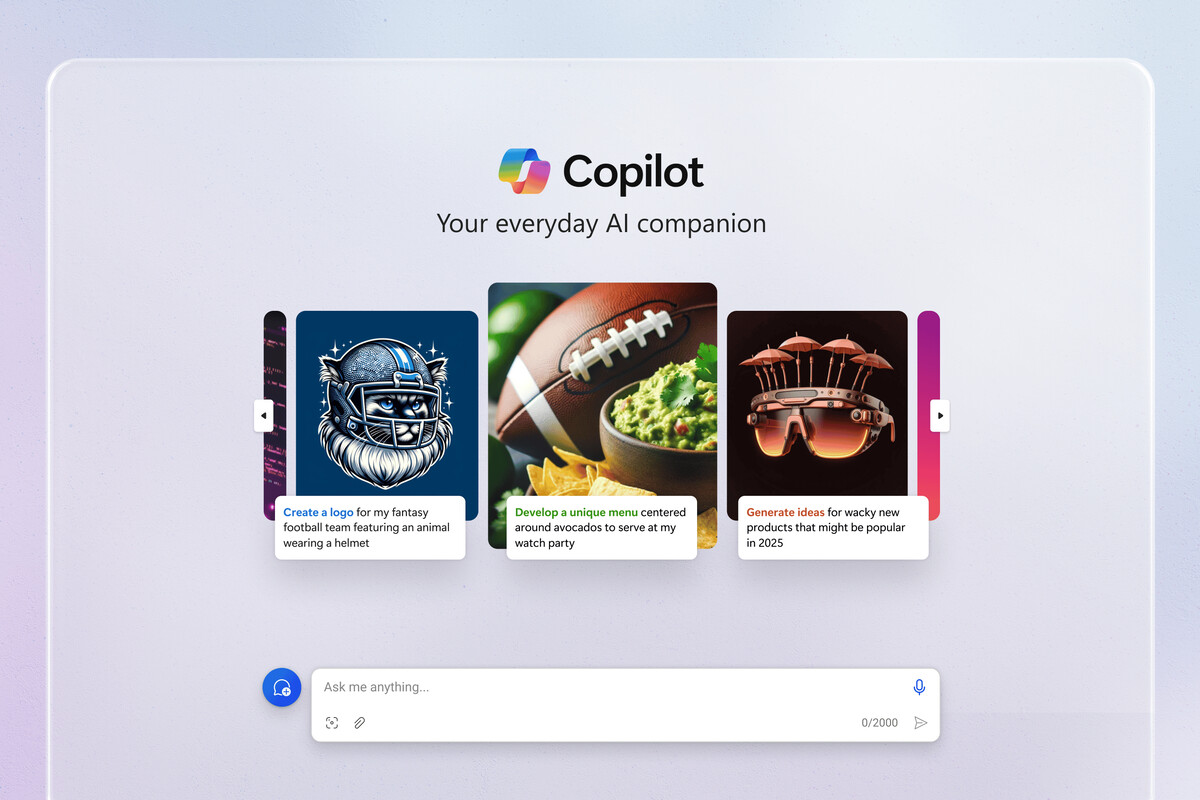 Copilot
Your everyday AI companion
Create a logo for my fantasy
football team featuring an animal
wearing a helmet
Develop a unique menu centered
around avocados to serve at my
watch party
Generate ideas for wacky new
products that might be popular
in 2025
Ask me anything...
0/2000